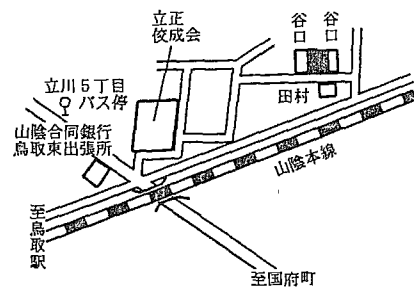 立正
佼成会
谷口
谷口
立川5丁目
バス停
田村
山陰合同銀行
鳥取東出張所
山陰本線
至鳥取駅
至国府町